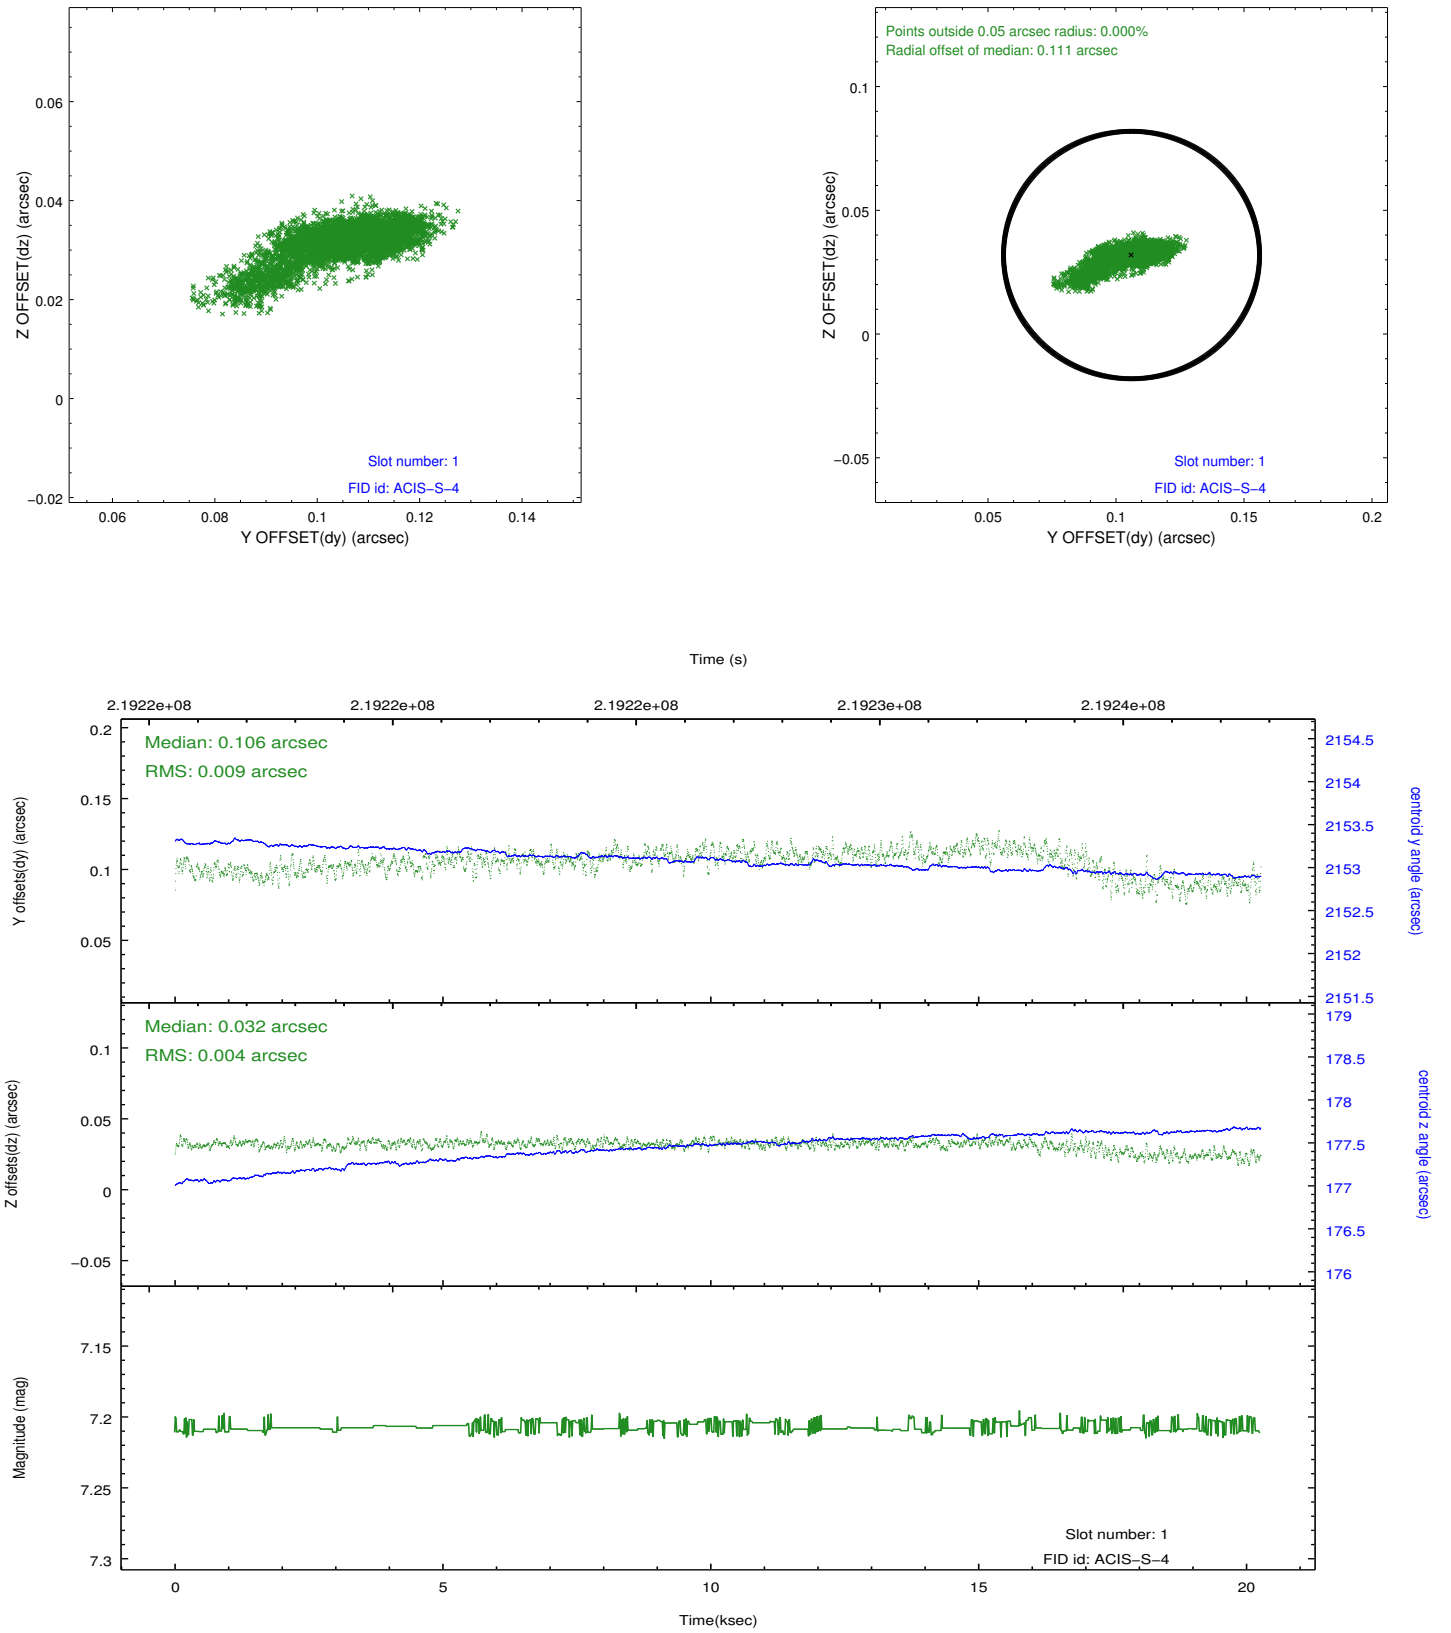 0.06
0.04
0.02
0
−0.02
0.06
0.08
0.1
0.12
0.14
Z OFFSET(dz) (arcsec)
Y OFFSET(dy) (arcsec)
Slot number: 1
FID id: ACIS−S−4
Points outside 0.05 arcsec radius: 0.000%
Radial offset of median: 0.111 arcsec
0.1
0.05
0
−0.05
0.05
0.1
0.15
0.2
Z OFFSET(dz) (arcsec)
Y OFFSET(dy) (arcsec)
Slot number: 1
FID id: ACIS−S−4
Time (s)
2.1922e+08
2.1922e+08
2.1922e+08
2.1923e+08
2.1924e+08
Median: 0.106 arcsec
RMS: 0.009 arcsec
0.2
0.15
0.1
0.05
Y offsets(dy) (arcsec)
2154.5
2154
2153.5
2153
2152.5
2152
2151.5
centroid y angle (arcsec)
Median: 0.032 arcsec
RMS: 0.004 arcsec
0.1
0.05
0
−0.05
Z offsets(dz) (arcsec)
179
178.5
178
177.5
177
176.5
176
centroid z angle (arcsec)
7.15
7.2
7.25
7.3
Magnitude (mag)
Slot number: 1
FID id: ACIS−S−4
0
5
10
15
20
Time(ksec)